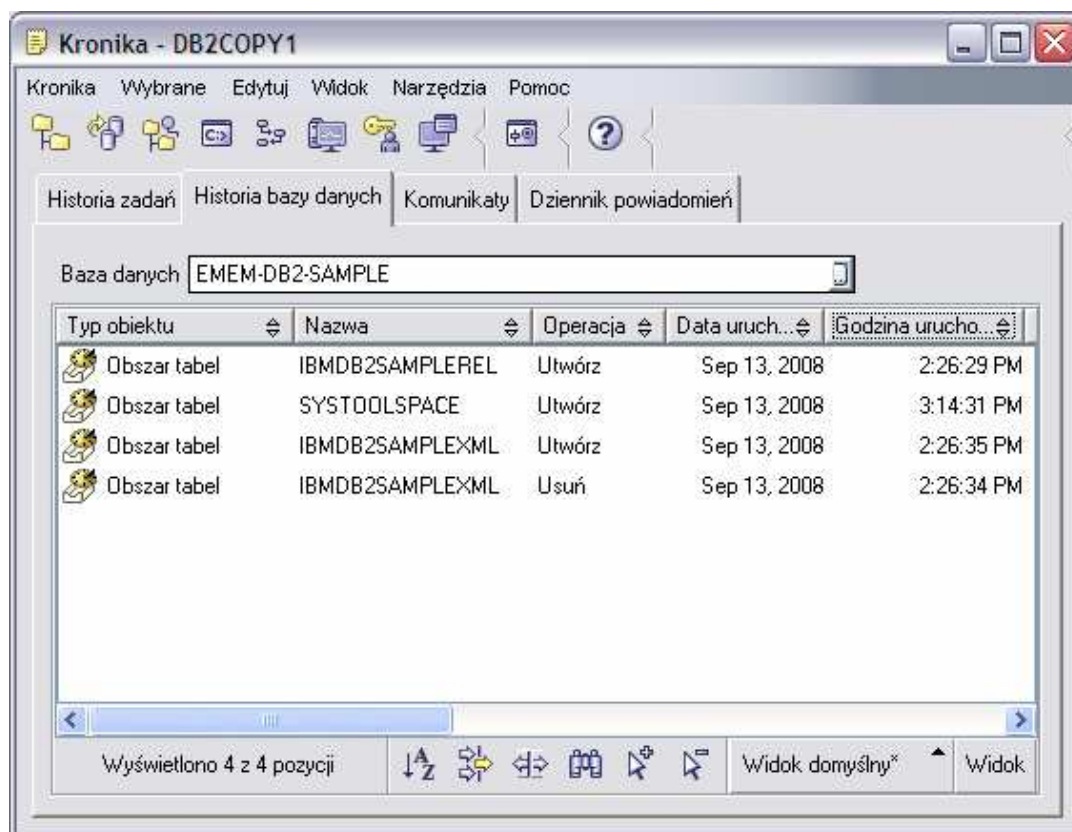 Kronika - DB2COPY1
Kronika Wybrane Edytuj Widok Narzędzia Pomoc
C:>
Historia zadań Historia bazy danych Komunikaty Dziennik powiadomień
Baza danych EMEM-DB2-SAMPLE ...
Typ obiektu Nazwa Operacja Data uruch... Godzina urucho...
Obszar tabel IBMDB2SAMPLEREL Utwórz Sep 13, 2008 2:26:29 PM
Obszar tabel SYSTOOLSPACE Utwórz Sep 13, 2008 3:14:31 PM
Obszar tabel IBMDB2SAMPLEXML Utwórz Sep 13, 2008 2:26:35 PM
Obszar tabel IBMDB2SAMPLEXML Usuń Sep 13, 2008 2:26:34 PM
Wyświetlono 4 z 4 pozycji AZ Widok domyślny* Widok